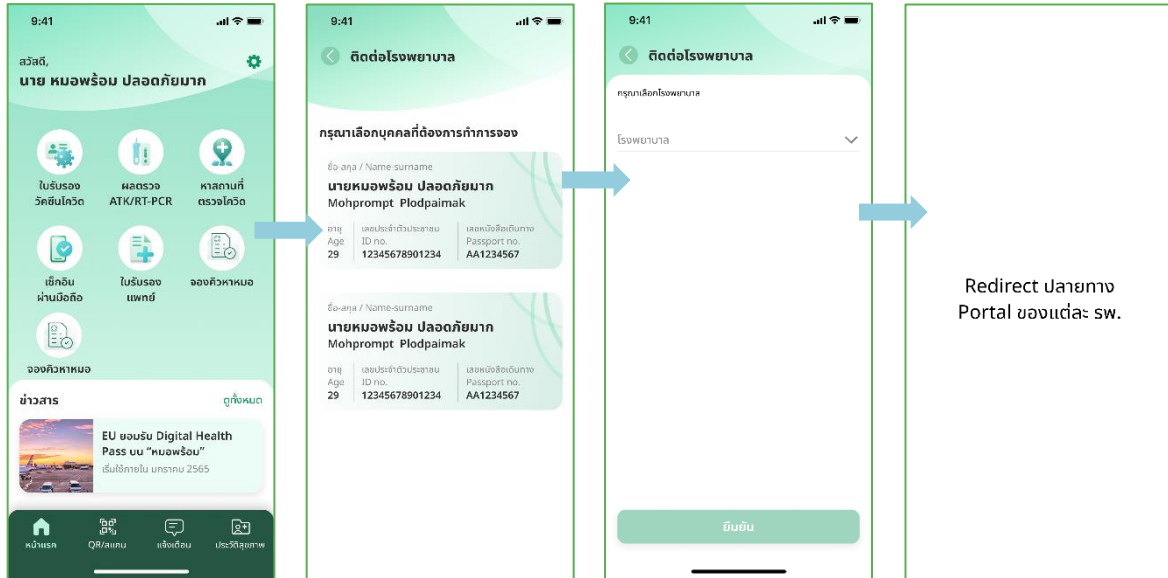 9:41
สวัสดี,
นาย หมอพร้อม ปลอดภัยมาก
ใบรับรอง
วัคซีนโควิด
ผลตรวจ
ATK/RT-PCR
หาสถานที่
ตรวจโควิด
เช็กอิน
ผ่านมือถือ
ใบรับรอง
แพทย์
จองคิวหาหมอ
จองคิวหาหมอ
ข่าวสาร
ดูทั้งหมด
EU ยอมรับ Digital Health
Pass บน “หมอพร้อม”
เริ่มใช้ภายใน มกราคม 2565
หน้าแรก
QR/สแกน
แจ้งเตือน
ประวัติสุขภาพ
9:41
ติดต่อโรงพยาบาล
กรุณาเลือกบุคคลที่ต้องการทำการจอง
ชื่อ-สกุล / Name-surname
นายหมอพร้อม ปลอดภัยมาก
Mohprompt Plodpaimak
อายุ เลขประจำตัวประชาชน เลขหนังสือเดินทาง
Age ID no. Passport no.
29 12345678901234 AA1234567
ชื่อ-สกุล / Name-surname
นายหมอพร้อม ปลอดภัยมาก
Mohprompt Plodpaimak
อายุ เลขประจำตัวประชาชน เลขหนังสือเดินทาง
Age ID no. Passport no.
29 12345678901234 AA1234567
9:41
ติดต่อโรงพยาบาล
กรุณาเลือกโรงพยาบาล
โรงพยาบาล
ยืนยัน
Redirect ปลายทาง
Portal ของแต่ละ รพ.